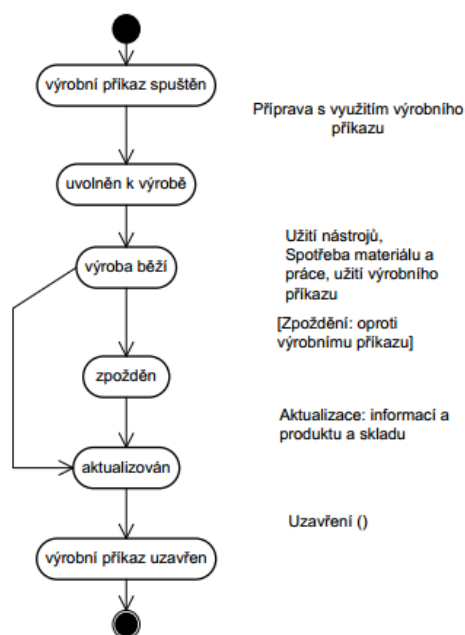 výrobní příkaz spuštěn
Příprava s využitím výrobního
příkazu
uvolněn k výrobě
Užití nástrojů,
Spotřeba materiálu a
práce, užití výrobního
příkazu
výroba běží
[Zpoždění: oproti
výrobnímu příkazu]
zpožděn
Aktualizace: informací a
produktu a skladu
aktualizován
Uzavření ()
výrobní příkaz uzavřen